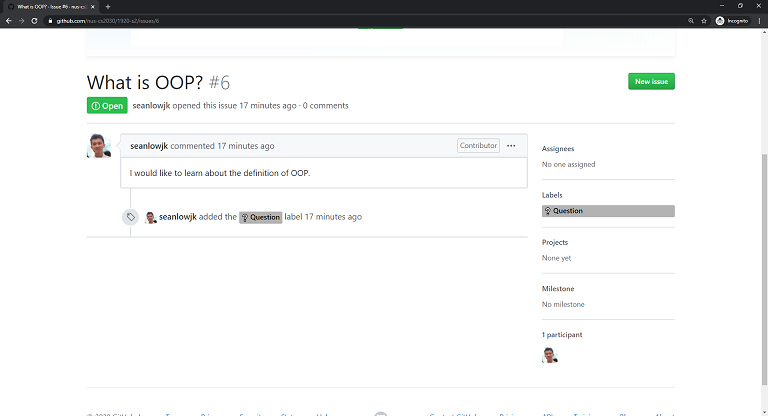 What is OOP? · Issue #6 · nus-cs2
github.com/nus-cs2030/1920-s2/issues/6
Incognito
What is OOP? #6
New issue
Open
seanlowjk opened this issue 17 minutes ago · 0 comments
seanlowjk commented 17 minutes ago
Contributor
I would like to learn about the definition of OOP.
seanlowjk added the Question label 17 minutes ago
Assignees
No one assigned
Labels
Question
Projects
None yet
Milestone
No milestone
1 participant